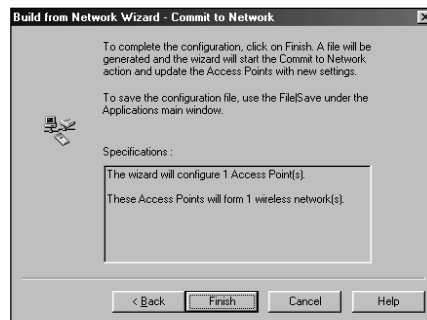 Build from Network Wizard - Commit to Network
To complete the configuration, click on Finish. A file will be
generated and the wizard will start the Commit to Network
action and update the Access Points with new settings.
To save the configuration file, use the File|Save under the
Applications main window.
Specifications :
The wizard will configure 1 Access Point(s).
These Access Points will form 1 wireless network(s).
< Back
Finish
Cancel
Help